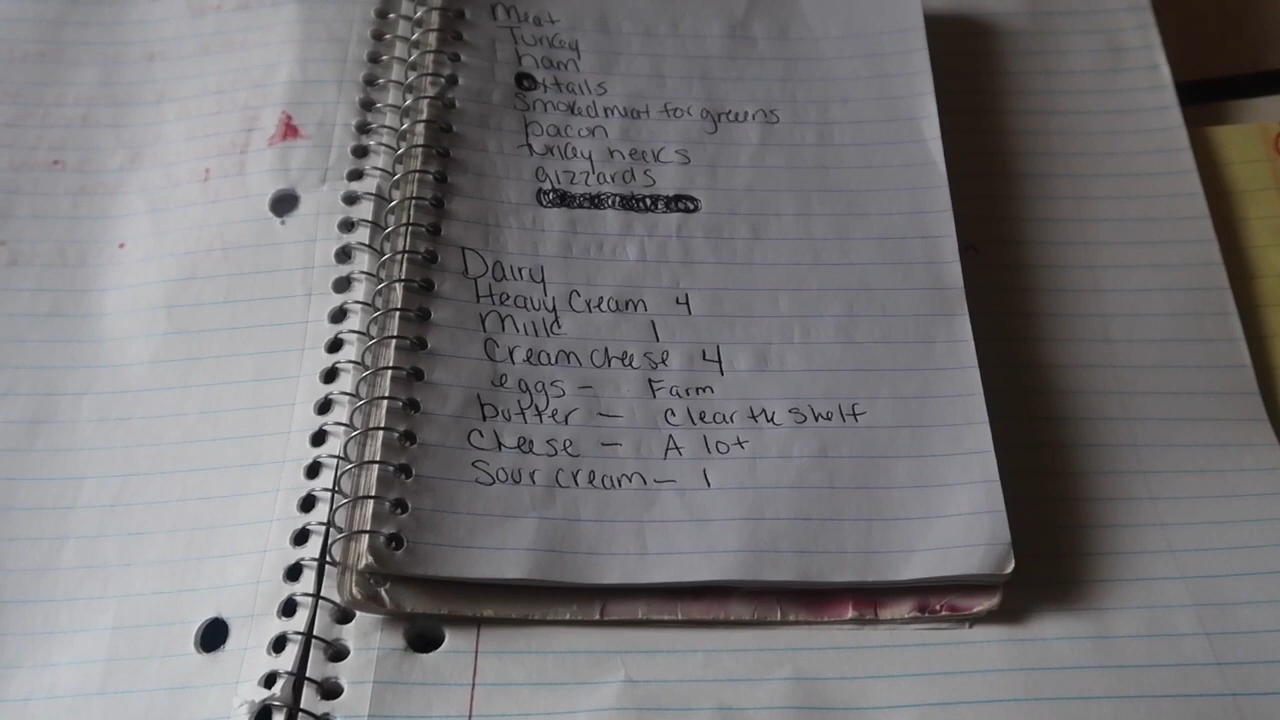 Meat
Turkey
ham
Oxtails
Smoked meat for greens
bacon
turkey necks
gizzards
Dairy
Heavy Cream 4
Milk 1
Cream cheese 4
eggs - Farm
butter - Clear the shelf
Cheese - A lot
Sour cream - 1